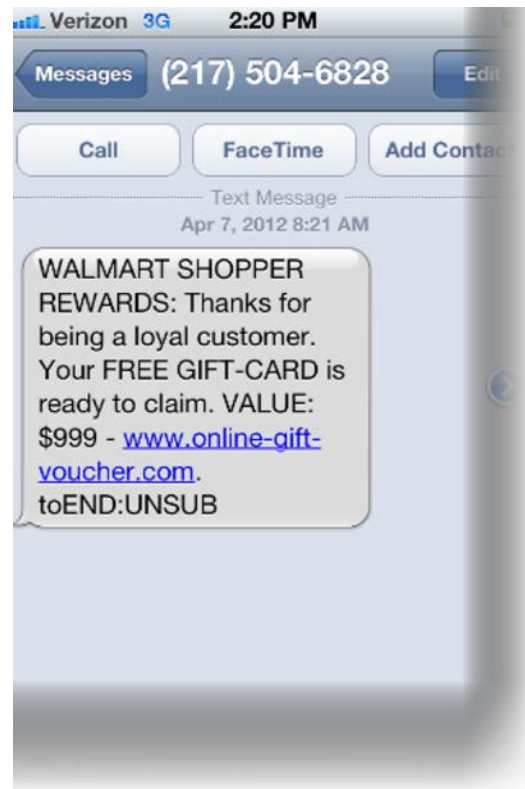 Verizon 3G 2:20 PM
Messages (217) 504-6828 Edit
Call FaceTime Add Contact
Text Message
Apr 7, 2012 8:21 AM
WALMART SHOPPER
REWARDS: Thanks for
being a loyal customer.
Your FREE GIFT-CARD is
ready to claim. VALUE:
$999 - www.online-gift-
voucher.com.
toEND:UNSUB